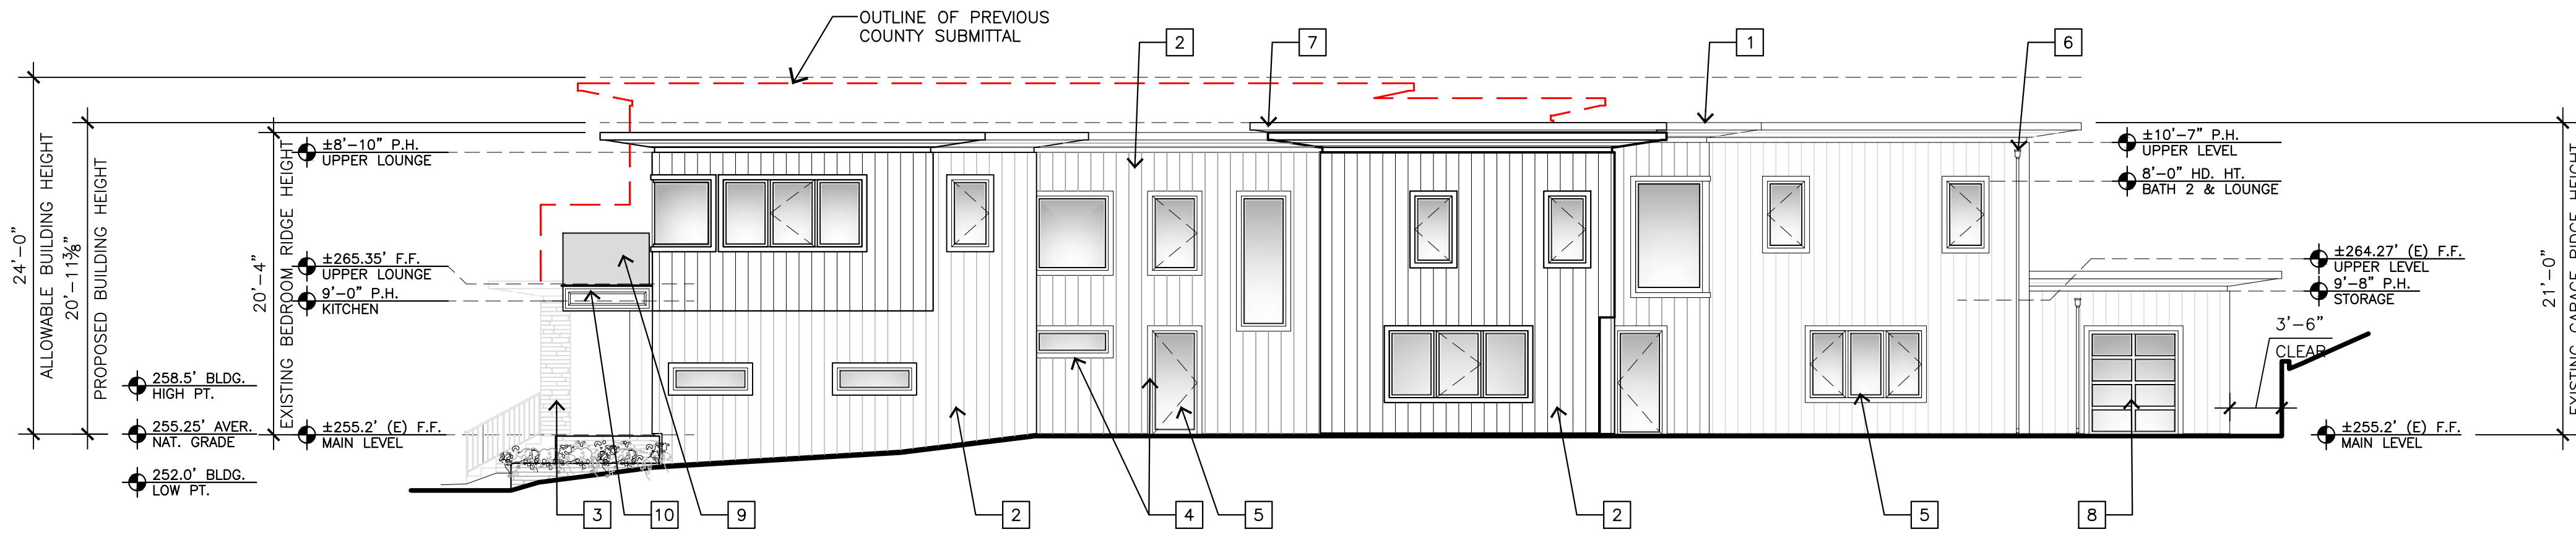 OUTLINE OF PREVIOUS
COUNTY SUBMITTAL
2
7
1
6
24'-0"
ALLOWABLE BUILDING HEIGHT
20'-11⅜"
PROPOSED BUILDING HEIGHT
20'-4"
EXISTING BEDROOM RIDGE HEIGHT
±8'-10" P.H.
UPPER LOUNGE
±265.35' F.F.
UPPER LOUNGE
9'-0" P.H.
KITCHEN
258.5' BLDG.
HIGH PT.
255.25' AVER.
NAT. GRADE
252.0' BLDG.
LOW PT.
±255.2' (E) F.F.
MAIN LEVEL
±10'-7" P.H.
UPPER LEVEL
8'-0" HD. HT.
BATH 2 & LOUNGE
±264.27' (E) F.F.
UPPER LEVEL
9'-8" P.H.
STORAGE
3'-6"
CLEAR
±255.2' (E) F.F.
MAIN LEVEL
21'-0"
EXISTING GARAGE RIDGE HEIGHT
3
10
9
2
4
5
2
5
8